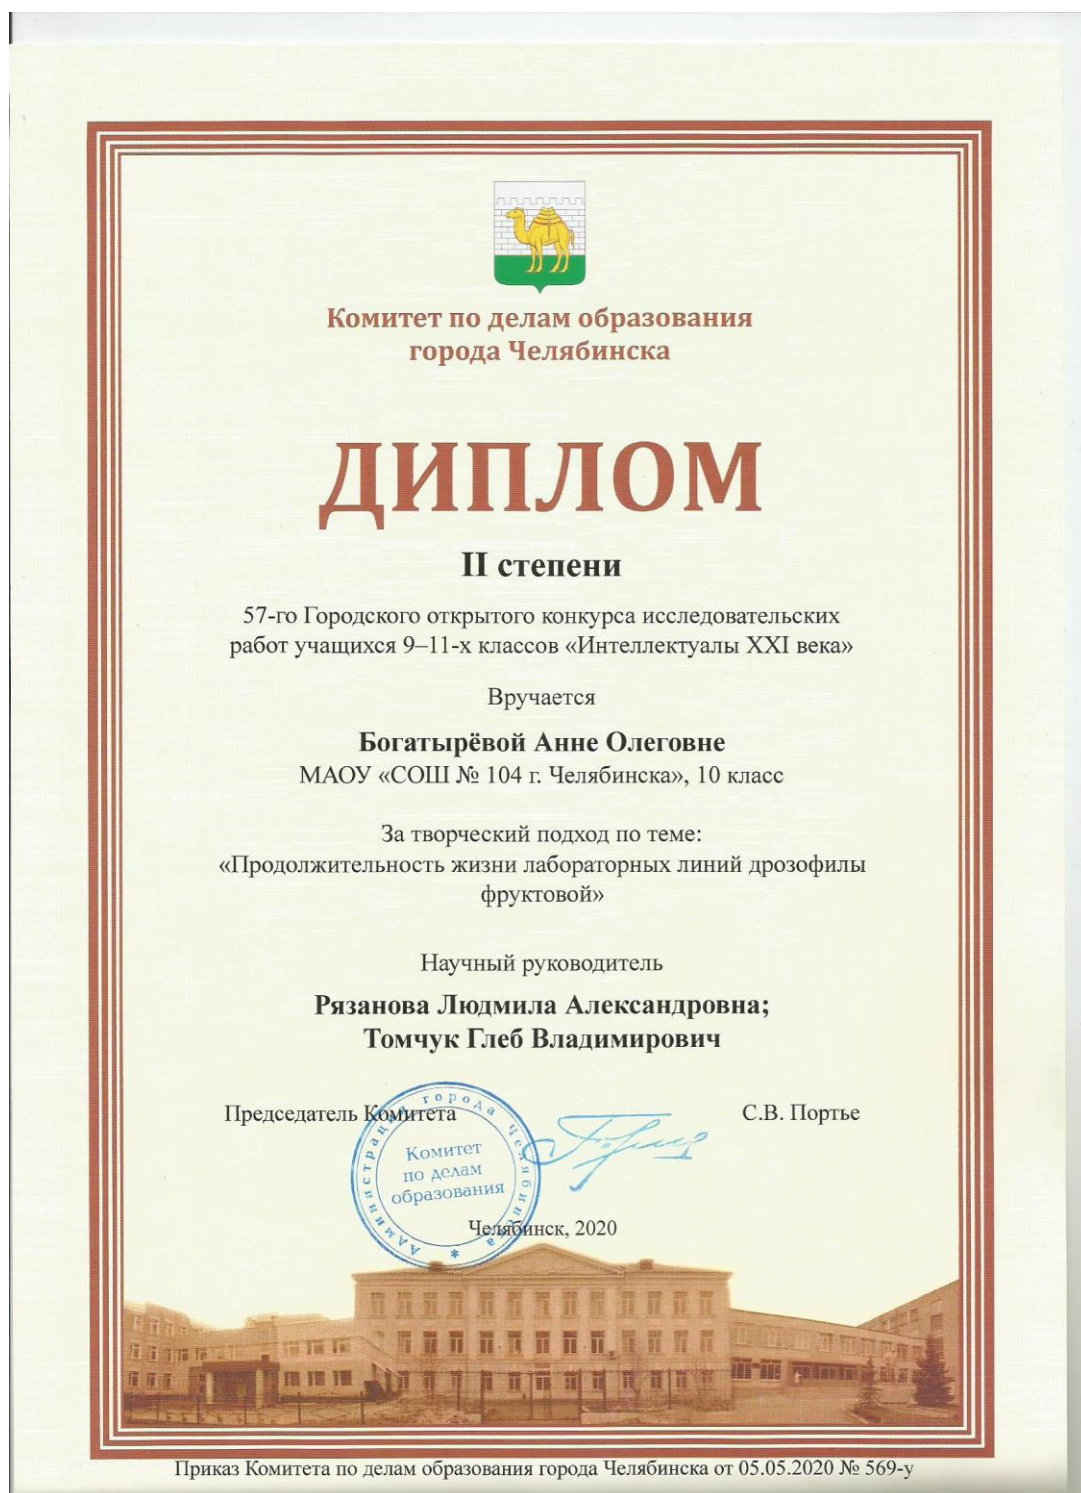 Комитет по делам образования
города Челябинска
ДИПЛОМ
II степени
57-го Городского открытого конкурса исследовательских
работ учащихся 9–11-х классов «Интеллектуалы XXI века»
Вручается
Богатырёвой Анне Олеговне
МАОУ «СОШ № 104 г. Челябинска», 10 класс
За творческий подход по теме:
«Продолжительность жизни лабораторных линий дрозофилы
фруктовой»
Научный руководитель
Рязанова Людмила Александровна;
Томчук Глеб Владимирович
Председатель Комитета С.В. Портье
Администрация города Челябинска *
Комитет
по делам
образования
Челябинск, 2020
Приказ Комитета по делам образования города Челябинска от 05.05.2020 № 569-у